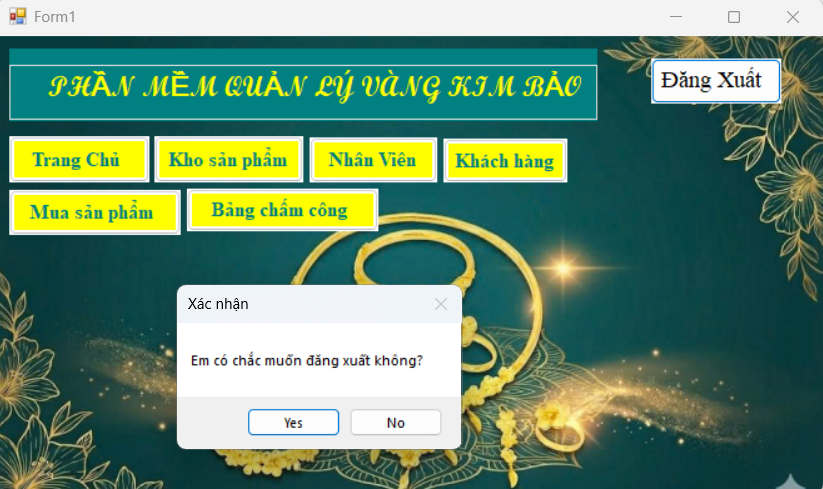 Form1
PHẦN MỀM QUẢN LÝ VÀNG KIM BẢO
Đăng Xuất
Trang Chủ
Kho sản phẩm
Nhân Viên
Khách hàng
Mua sản phẩm
Bảng chấm công
Xác nhận
Em có chắc muốn đăng xuất không?
Yes
No